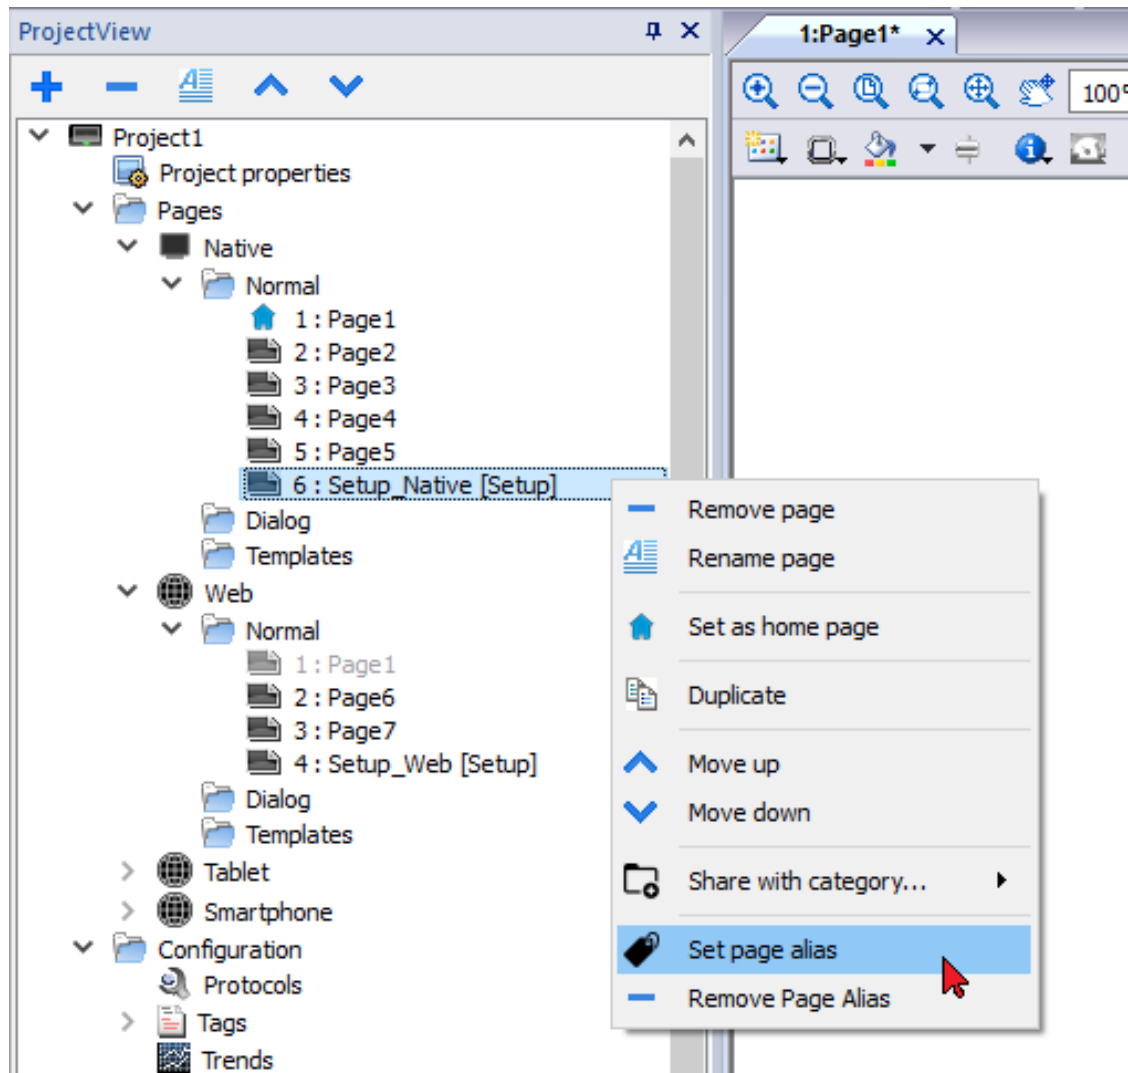 ProjectView
1:Page1*
100%
Project1
Project properties
Pages
Native
Normal
1 : Page1
2 : Page2
3 : Page3
4 : Page4
5 : Page5
6 : Setup_Native [Setup]
Dialog
Templates
Web
Normal
1 : Page1
2 : Page6
3 : Page7
4 : Setup_Web [Setup]
Dialog
Templates
Tablet
Smartphone
Configuration
Protocols
Tags
Trends
Remove page
Rename page
Set as home page
Duplicate
Move up
Move down
Share with category...
Set page alias
Remove Page Alias